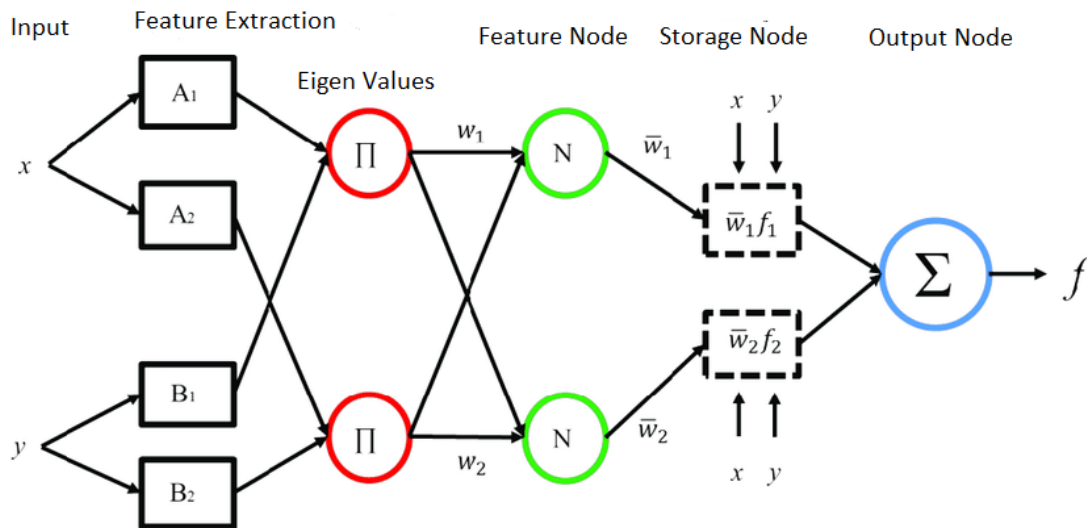 Input
Feature Extraction
Eigen Values
Feature Node
Storage Node
Output Node
x
y
A1
A2
B1
B2
∏
∏
w1
w2
N
N
w̅1
w̅2
x y
w̅1f1
w̅2f2
x y
Σ
f